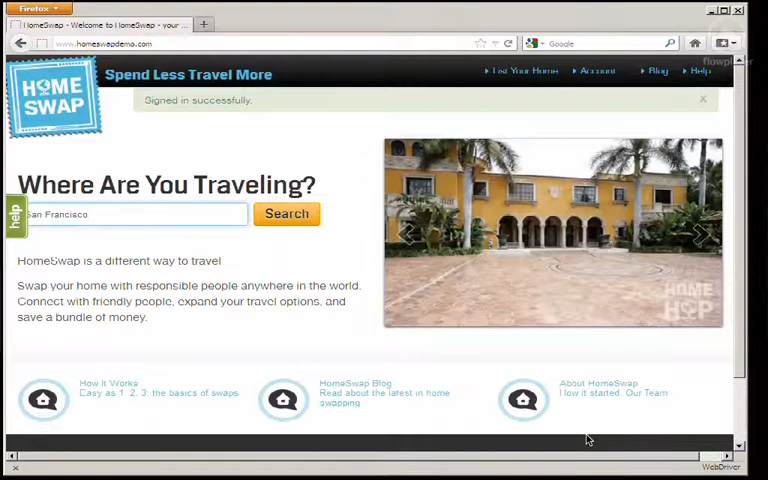 Firefox
HomeSwap - Welcome to HomeSwap - your ...
www.homeswapdemo.com
Google
flowplayer
HOME
SWAP
Spend Less Travel More
List Your Home
Account
Blog
Help
Signed in successfully.
x
Where Are You Traveling?
help
San Francisco
Search
HomeSwap is a different way to travel
Swap your home with responsible people anywhere in the world.
Connect with friendly people, expand your travel options, and
save a bundle of money.
HOME
How It Works
Easy as 1, 2, 3: the basics of swaps
HomeSwap Blog
Read about the latest in home
swapping
About HomeSwap
How it started. Our Team
WebDriver